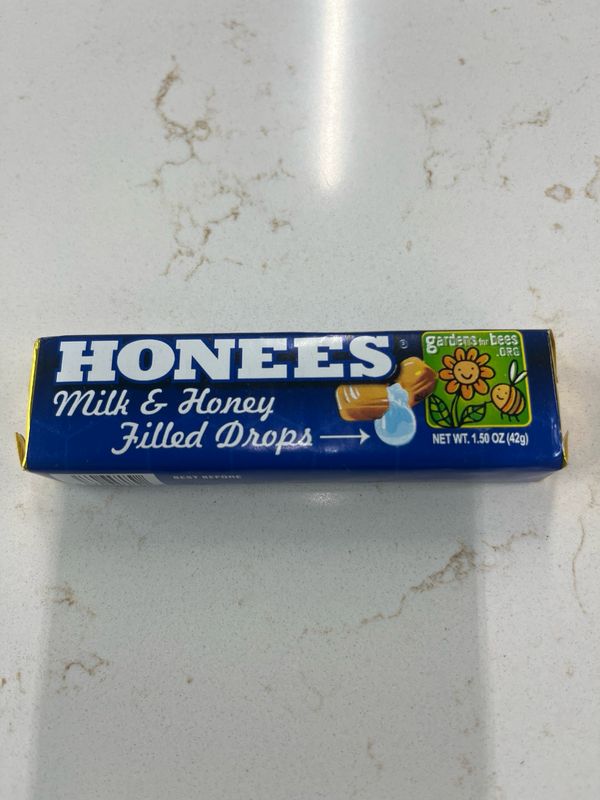 HONEES®
Milk & Honey
Filled Drops
gardens for bees
.ORG
NET WT. 1.50 OZ (42g)
BEST BEFORE